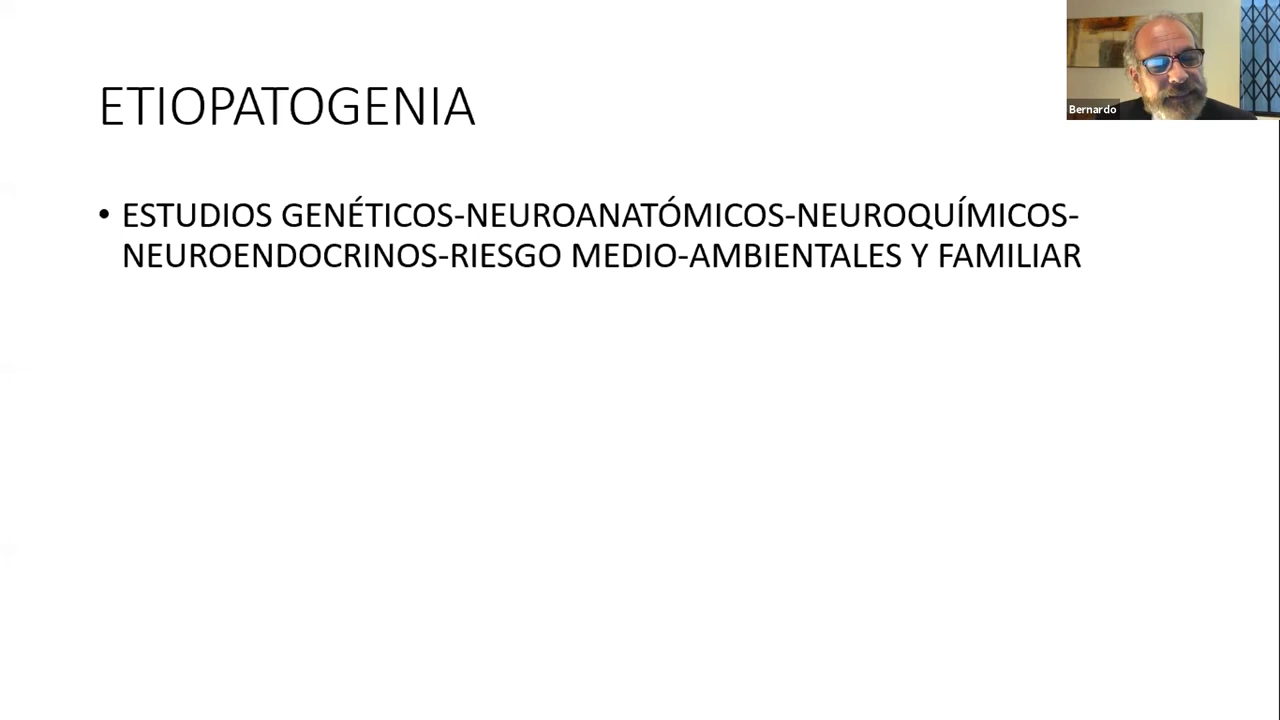 ETIOPATOGENIA
Bernardo
• ESTUDIOS GENÉTICOS-NEUROANATÓMICOS-NEUROQUÍMICOS-
NEUROENDOCRINOS-RIESGO MEDIO-AMBIENTALES Y FAMILIAR